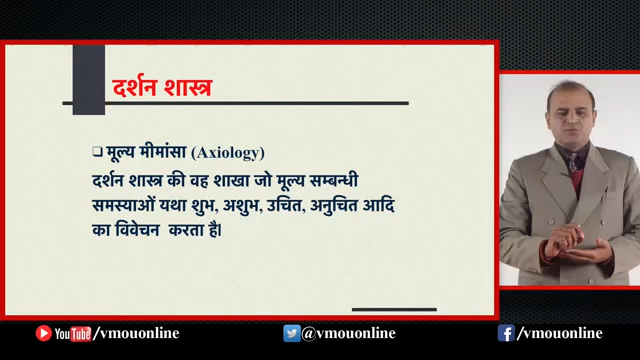 दर्शन शास्त्र
मूल्य मीमांसा (Axiology)
दर्शन शास्त्र की वह शाखा जो मूल्य सम्बन्धी
समस्याओं यथा शुभ, अशुभ, उचित, अनुचित आदि
का विवेचन करता है।
YouTube /vmouonline @vmouonline f /vmouonline